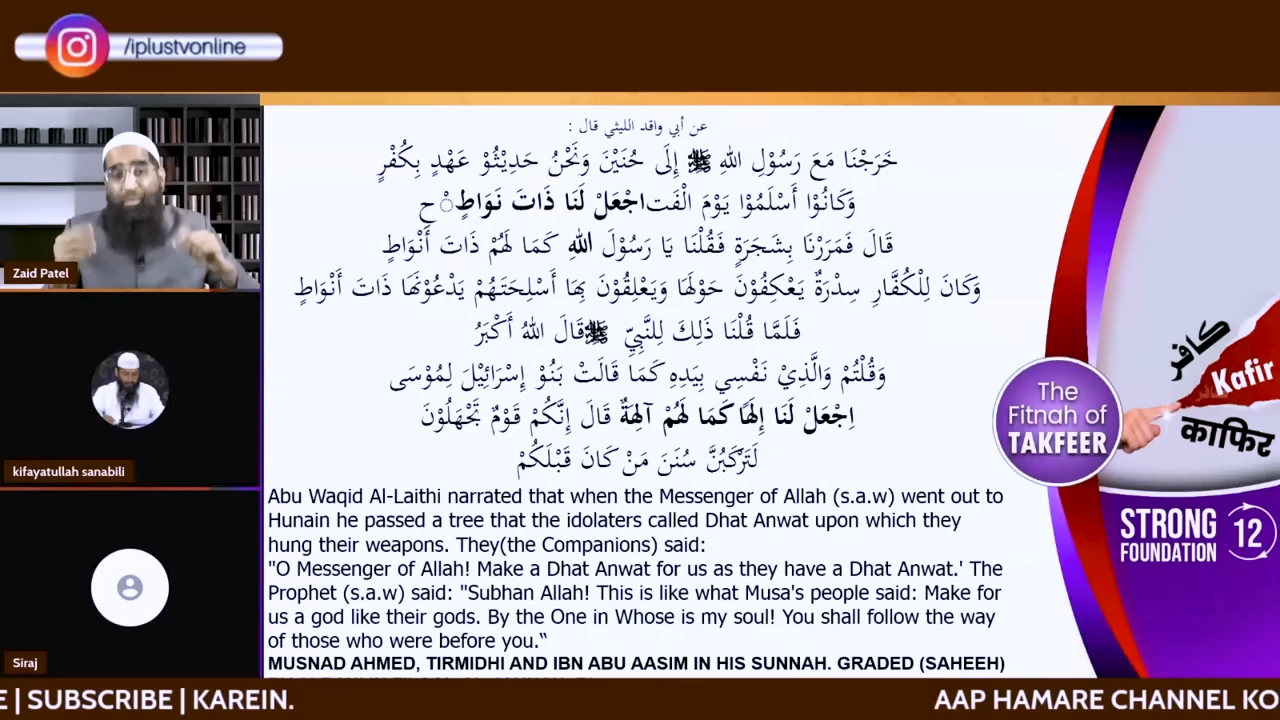 /iplustvonline
عن أبي واقد الليثي قال :
خَرَجْنَا مَعَ رَسُوْلِ اللهِ ﷺ إِلَى حُنَيْنَ وَنَحْنُ حَدِيْثُوْ عَهْدٍ بِكُفْرٍ
وَكَانُوْا أَسْلَمُوْا يَوْمَ الْفَتاجْعَلْ لَنَا ذَاتَ نَوَاطٍْح
قَالَ فَمَرَرْنَا بِشَجَرَةٍ فَقُلْنَا يَا رَسُوْلَ اللهِ كَمَا لَهُمْ ذَاتَ أَنْوَاطٍ
وَكَانَ لِلْكُفَّارِ سِدْرَةٌ يَعْكِفُوْنَ حَوْلَهَا وَيَعْلِقُوْنَ بِهَا أَسْلِحَتَهُمْ يَدْعُوْنَهَا ذَاتَ أَنْوَاطٍ
فَلَمَّا قُلْنَا ذَلِكَ لِلنَّبِيِّ ﷺقَالَ اللهُ أَكْبَرُ
وَقُلْتُمْ وَالَّذِيْ نَفْسِي بِيَدِهِ كَمَا قَالَتْ بَنُوْ إِسْرَائِيْلَ لِمُوْسَى
اِجْعَلْ لَنَا إِلَهًا كَمَا لَهُمْ آلِهَةٌ قَالَ إِنَّكُمْ قَوْمٌ تَجْهَلُوْنَ
لَتَرْكَبُنَّ سُنَنَ مَنْ كَانَ قَبْلَكُمْ
Abu Waqid Al-Laithi narrated that when the Messenger of Allah (s.a.w) went out to
Hunain he passed a tree that the idolaters called Dhat Anwat upon which they
hung their weapons. They(the Companions) said:
"O Messenger of Allah! Make a Dhat Anwat for us as they have a Dhat Anwat.' The
Prophet (s.a.w) said: "Subhan Allah! This is like what Musa's people said: Make for
us a god like their gods. By the One in Whose is my soul! You shall follow the way
of those who were before you.“
MUSNAD AHMED, TIRMIDHI AND IBN ABU AASIM IN HIS SUNNAH. GRADED (SAHEEH)
Zaid Patel
kifayatullah sanabili
Siraj
The
Fitnah of
TAKFEER
كافر
Kafir
काफिर
STRONG
FOUNDATION
12
E | SUBSCRIBE | KAREIN.
AAP HAMARE CHANNEL KO